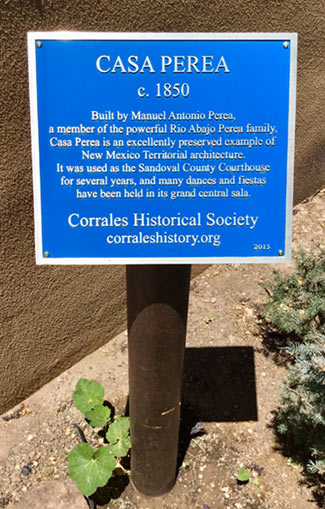 CASA PEREA
c. 1850
Built by Manuel Antonio Perea,
a member of the powerful Rio Abajo Perea family,
Casa Perea is an excellently preserved example of
New Mexico Territorial architecture.
It was used as the Sandoval County Courthouse
for several years, and many dances and fiestas
have been held in its grand central sala.
Corrales Historical Society
corraleshistory.org
2015